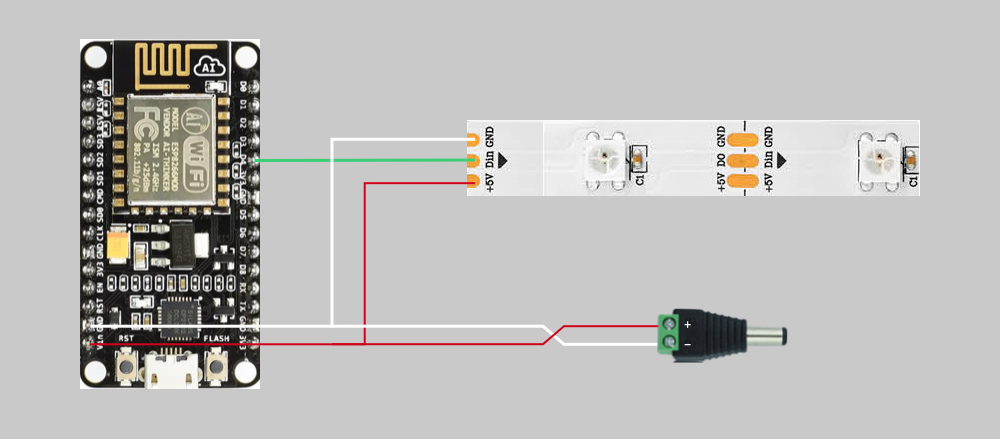 AI
D0
D1
D2
D3
D4
3V3
GND
D5
D6
D7
D8
RX
TX
GND
3V3
RSV
RSV
SD3
SD2
SD1
CMD
SD0
CLK
GND
3V3
EN
RST
GND
Vin
MODEL
VENDOR
ESP8266MOD
AI-THINKER
ISM 2.4GHz
PA +25dBm
802.11b/g/n
FC
Ai
WiFi
RST
FLASH
GND
Din
+5V
C1
GND
DO
+5V
GND
Din
+5V
C1
+
−